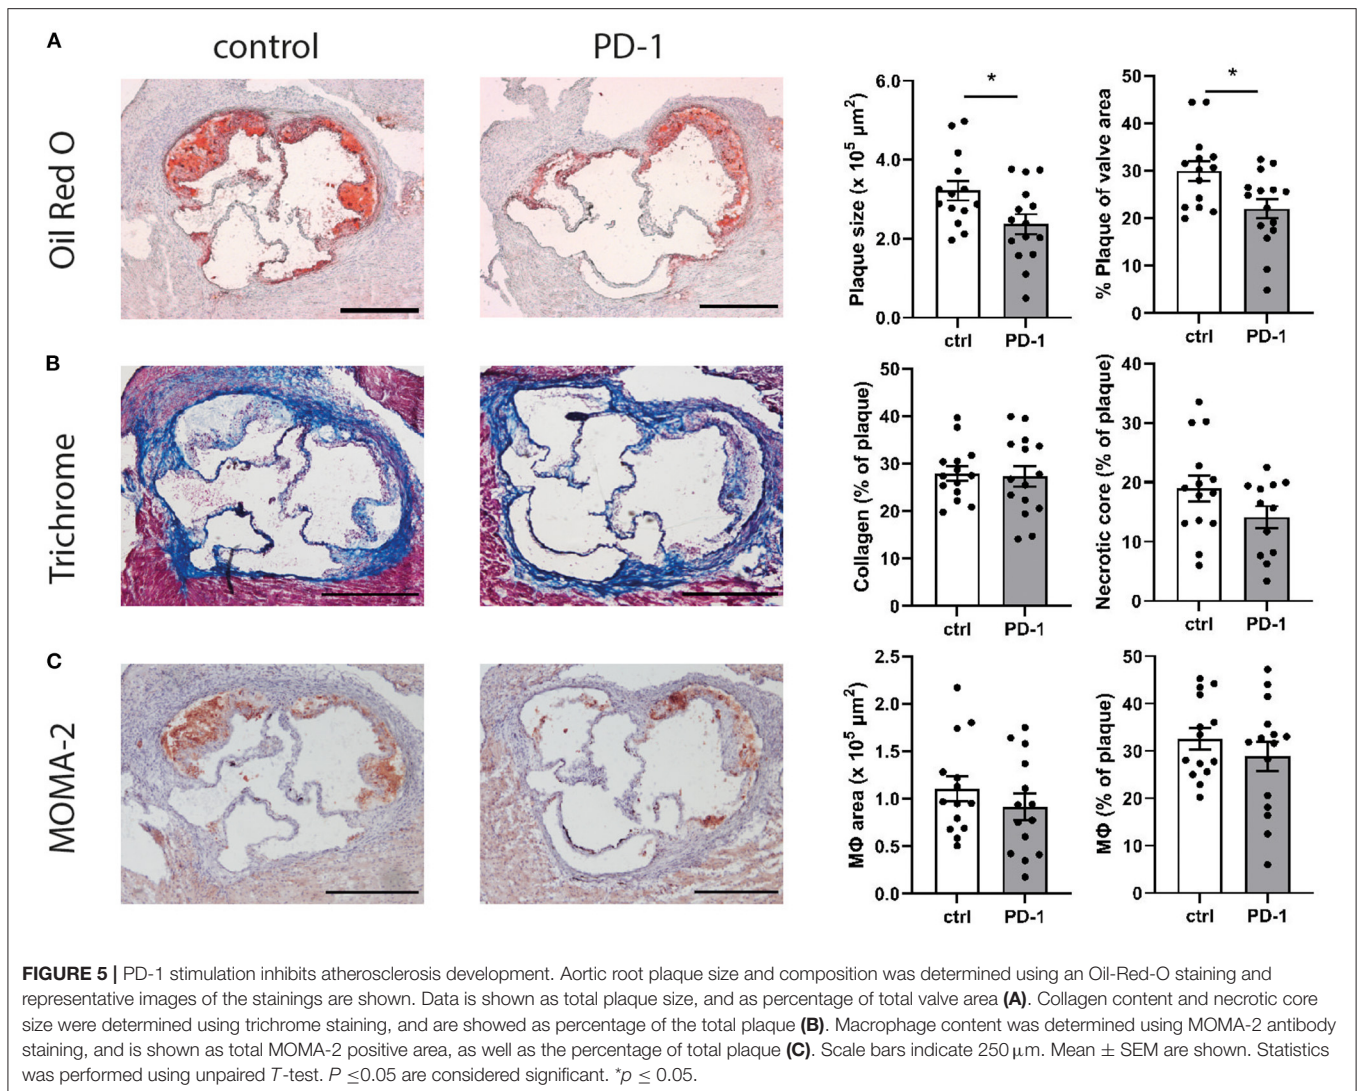 A
control
PD-1
Oil Red O
Plaque size (x 10⁵ µm²)
6.0
4.0
2.0
0.0
*
ctrl
PD-1
% Plaque of valve area
50
40
30
20
10
0
*
ctrl
PD-1
B
Trichrome
Collagen (% of plaque)
50
40
30
20
10
0
ctrl
PD-1
Necrotic core (% of plaque)
40
30
20
10
0
ctrl
PD-1
C
MOMA-2
MΦ area (x 10⁵ µm²)
2.5
2.0
1.5
1.0
0.5
0.0
ctrl
PD-1
MΦ (% of plaque)
50
40
30
20
10
0
ctrl
PD-1
FIGURE 5 | PD-1 stimulation inhibits atherosclerosis development. Aortic root plaque size and composition was determined using an Oil-Red-O staining and
representative images of the stainings are shown. Data is shown as total plaque size, and as percentage of total valve area (A). Collagen content and necrotic core
size were determined using trichrome staining, and are showed as percentage of the total plaque (B). Macrophage content was determined using MOMA-2 antibody
staining, and is shown as total MOMA-2 positive area, as well as the percentage of total plaque (C). Scale bars indicate 250 µm. Mean ± SEM are shown. Statistics
was performed using unpaired T-test. P ≤0.05 are considered significant. *p ≤ 0.05.